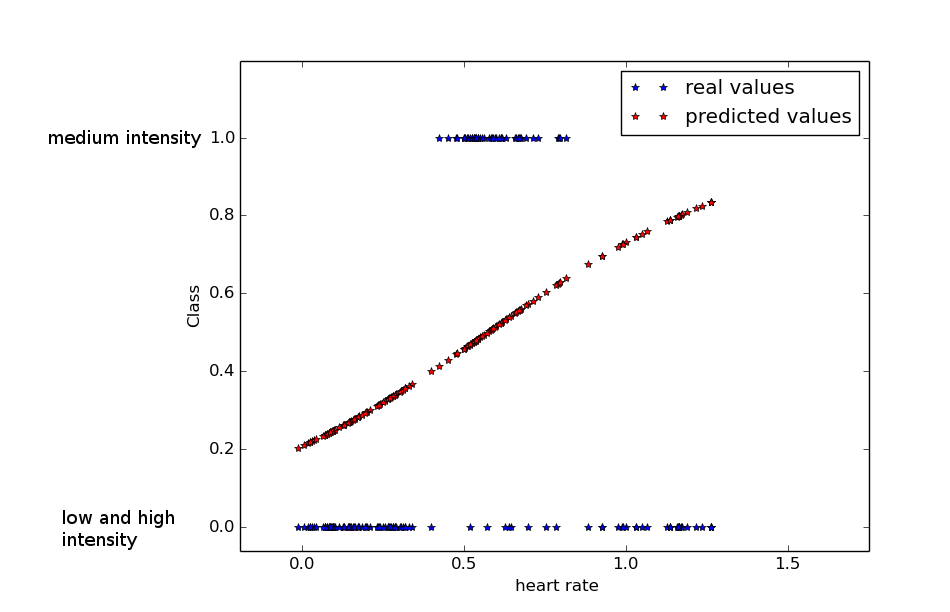 real values
predicted values
medium intensity
1.0
0.8
0.6
Class
0.4
0.2
low and high
intensity
0.0
0.0 0.5 1.0 1.5
heart rate